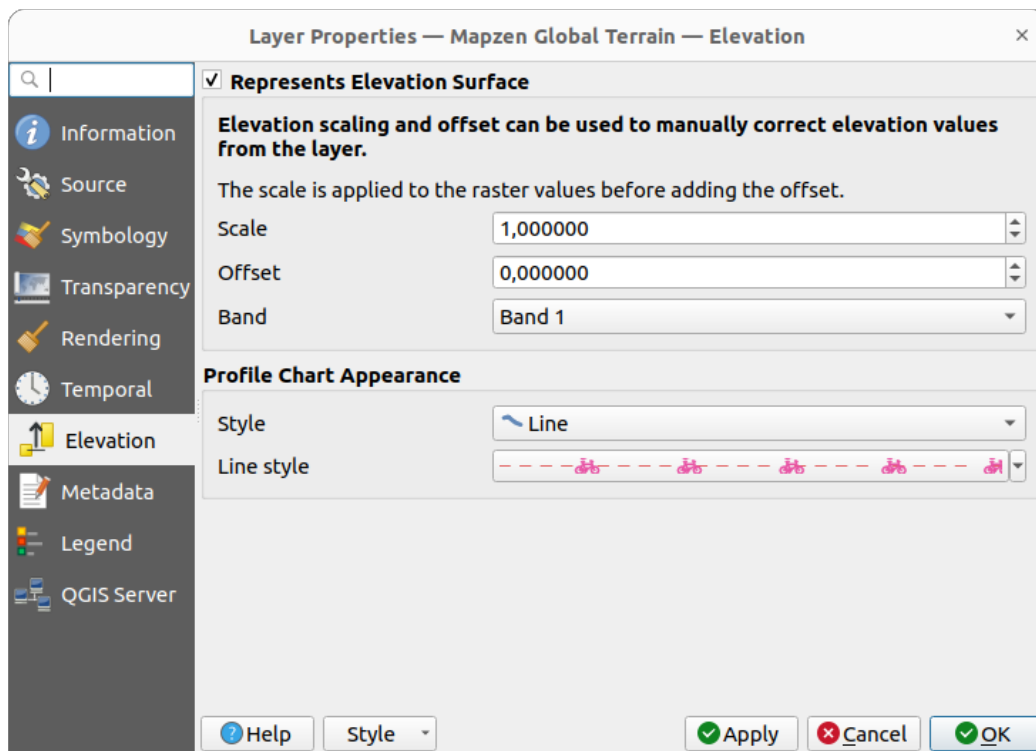 Layer Properties — Mapzen Global Terrain — Elevation
Information
Source
Symbology
Transparency
Rendering
Temporal
Elevation
Metadata
Legend
QGIS Server
Represents Elevation Surface
Elevation scaling and offset can be used to manually correct elevation values
from the layer.
The scale is applied to the raster values before adding the offset.
Scale 1,000000
Offset 0,000000
Band Band 1
Profile Chart Appearance
Style Line
Line style
Help Style Apply Cancel OK